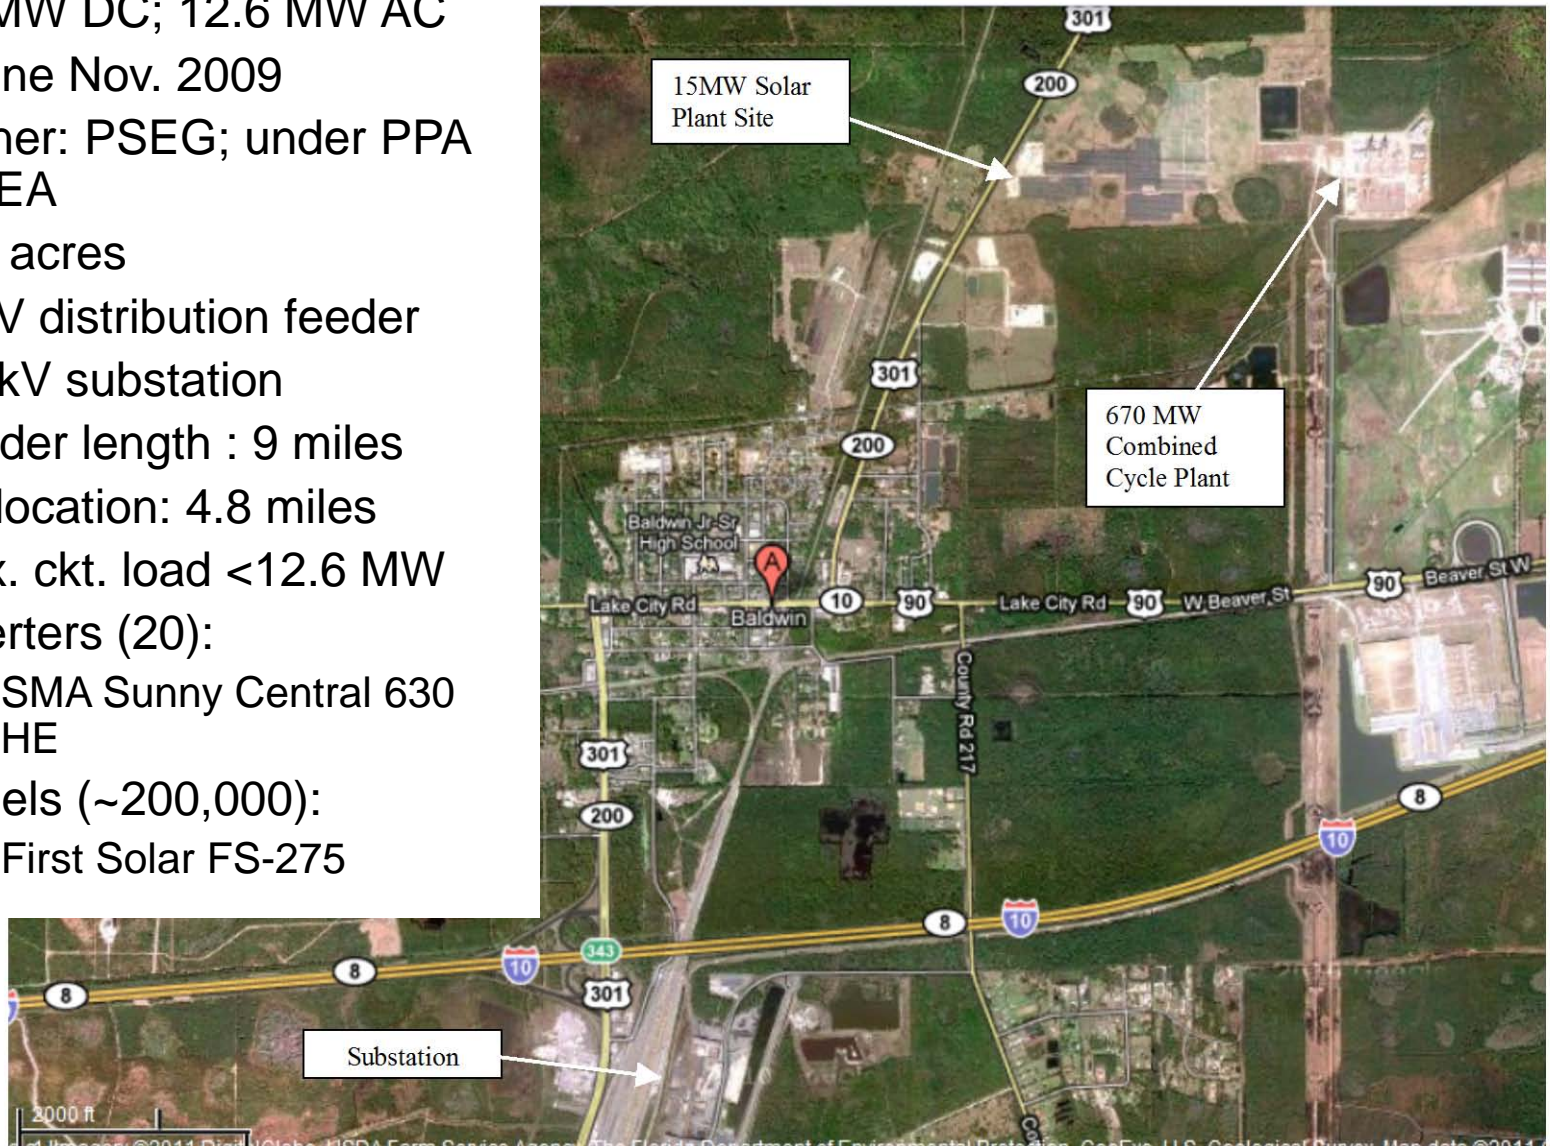 MW DC; 12.6 MW AC
ne Nov. 2009
ner: PSEG; under PPA
EA
acres
V distribution feeder
kV substation
der length : 9 miles
location: 4.8 miles
x. ckt. load <12.6 MW
erters (20):
SMA Sunny Central 630
HE
els (~200,000):
First Solar FS-275
301
200
15MW Solar
Plant Site
301
670 MW
Combined
Cycle Plant
200
Baldwin Jr-Sr
High School
A
Lake City Rd
Baldwin
10
90
Lake City Rd
90
W Beaver St
90
Beaver St W
County Rd 217
301
200
8
10
8
10
343
10
8
8
301
Substation
2000 ft